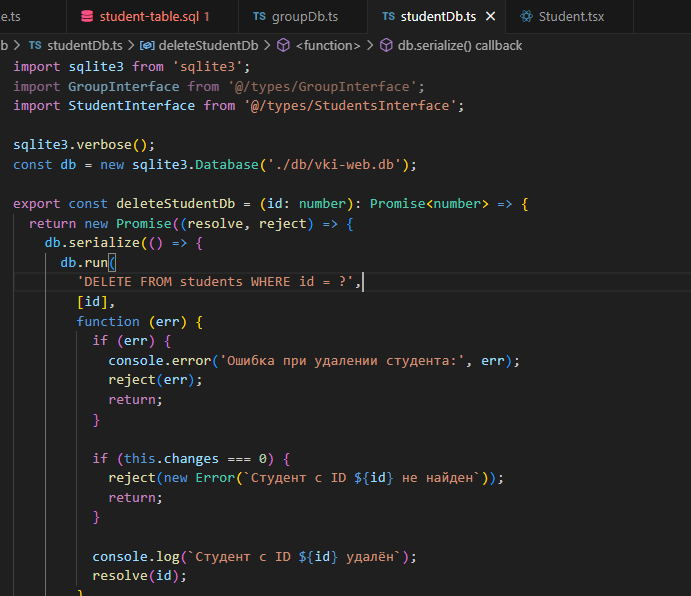 e.ts student-table.sql 1 TS groupDb.ts TS studentDb.ts × Student.tsx
b > TS studentDb.ts > deleteStudentDb > <function> > db.serialize() callback
import sqlite3 from 'sqlite3';
import GroupInterface from '@/types/GroupInterface';
import StudentInterface from '@/types/StudentsInterface';
sqlite3.verbose();
const db = new sqlite3.Database('./db/vki-web.db');
export const deleteStudentDb = (id: number): Promise<number> => {
return new Promise((resolve, reject) => {
db.serialize(() => {
db.run(
'DELETE FROM students WHERE id = ?',
[id],
function (err) {
if (err) {
console.error('Ошибка при удалении студента:', err);
reject(err);
return;
}
if (this.changes === 0) {
reject(new Error(`Студент с ID ${id} не найден`));
return;
}
console.log(`Студент с ID ${id} удалён`);
resolve(id);
}